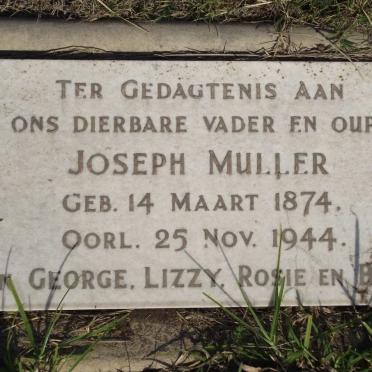 TER GEDAGTENIS AAN
ONS DIERBARE VADER EN
JOSEPH MULLER
GEB. 14 MAART 1874.
OORL. 25 NOV. 1944.
GEORGE, LIZZY, ROSIE EN